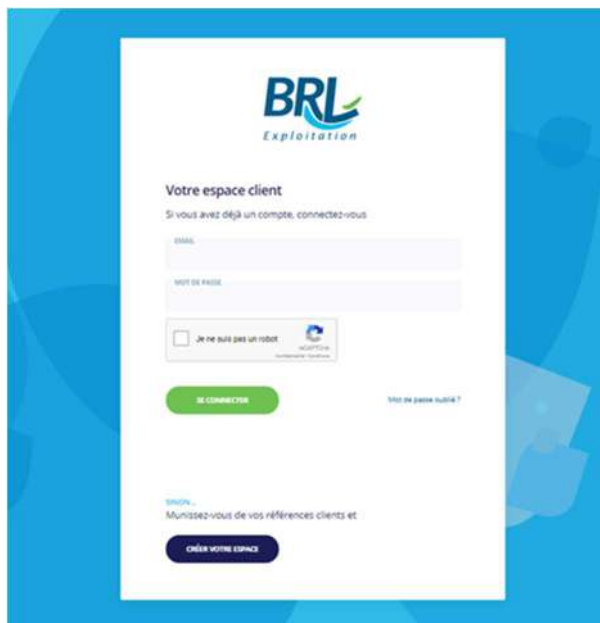 BRL
Exploitation
Votre espace client
Si vous avez déjà un compte, connectez-vous
EMAIL
MOT DE PASSE
Je ne suis pas un robot
reCAPTCHA
Confidentialité - Conditions
SE CONNECTER
Mot de passe oublié ?
SINON...
Munissez-vous de vos références clients et
CRÉER VOTRE ESPACE